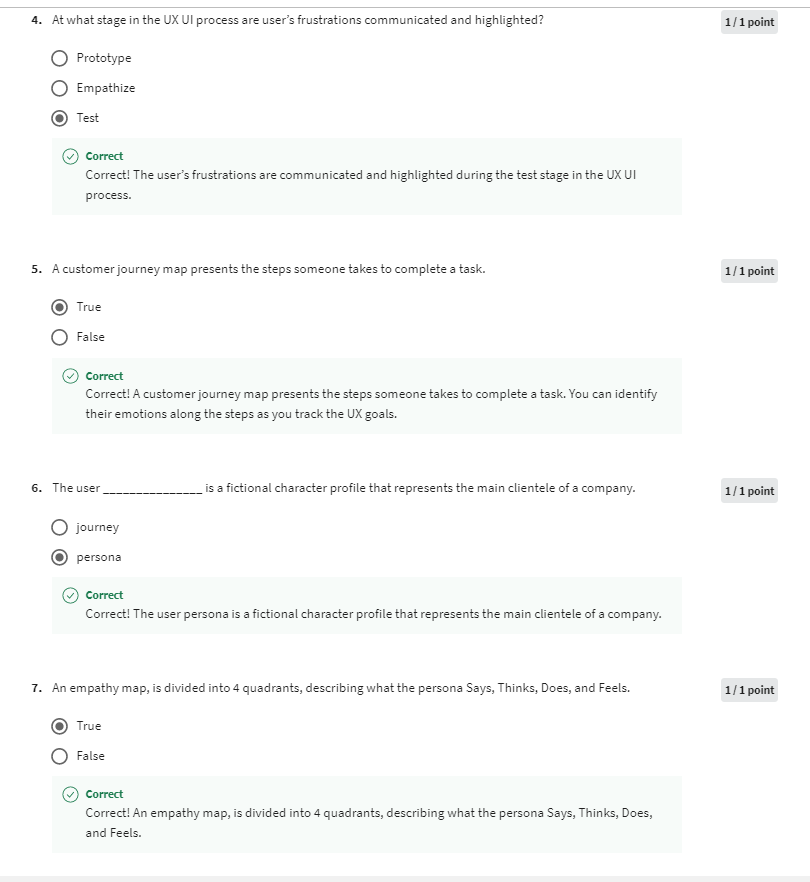 4. At what stage in the UX UI process are user's frustrations communicated and highlighted?
1 / 1 point
Prototype
Empathize
Test
Correct
Correct! The user's frustrations are communicated and highlighted during the test stage in the UX UI
process.
5. A customer journey map presents the steps someone takes to complete a task.
1 / 1 point
True
False
Correct
Correct! A customer journey map presents the steps someone takes to complete a task. You can identify
their emotions along the steps as you track the UX goals.
6. The user _______________ is a fictional character profile that represents the main clientele of a company.
1 / 1 point
journey
persona
Correct
Correct! The user persona is a fictional character profile that represents the main clientele of a company.
7. An empathy map, is divided into 4 quadrants, describing what the persona Says, Thinks, Does, and Feels.
1 / 1 point
True
False
Correct
Correct! An empathy map, is divided into 4 quadrants, describing what the persona Says, Thinks, Does,
and Feels.